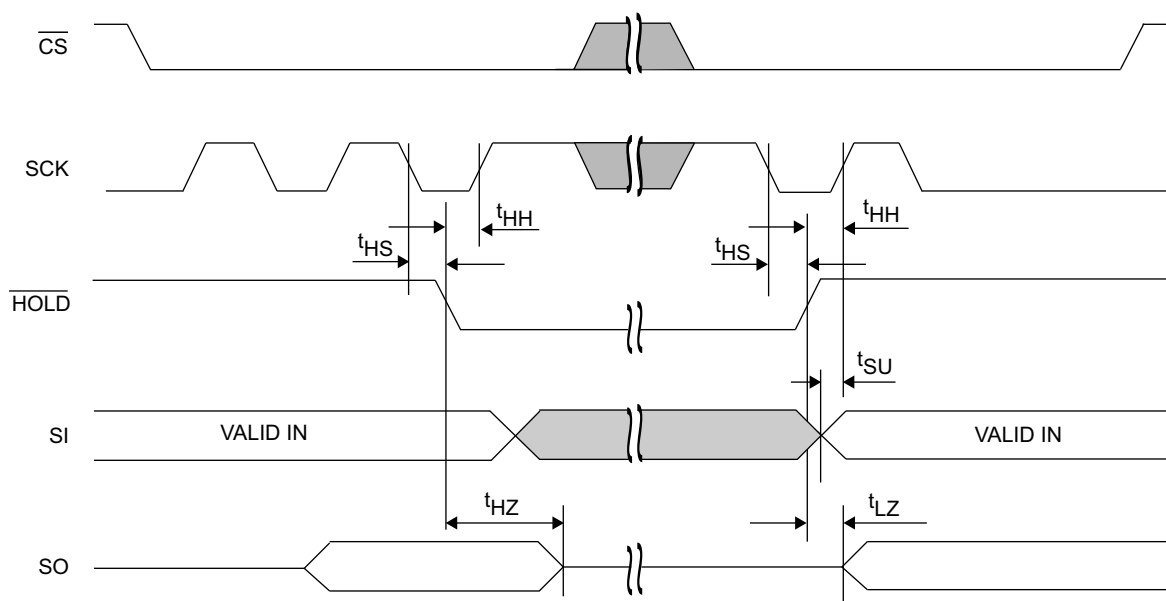 CS
SCK
tHH
tHH
tHS
tHS
HOLD
tSU
SI
VALID IN
VALID IN
tHZ
tLZ
SO